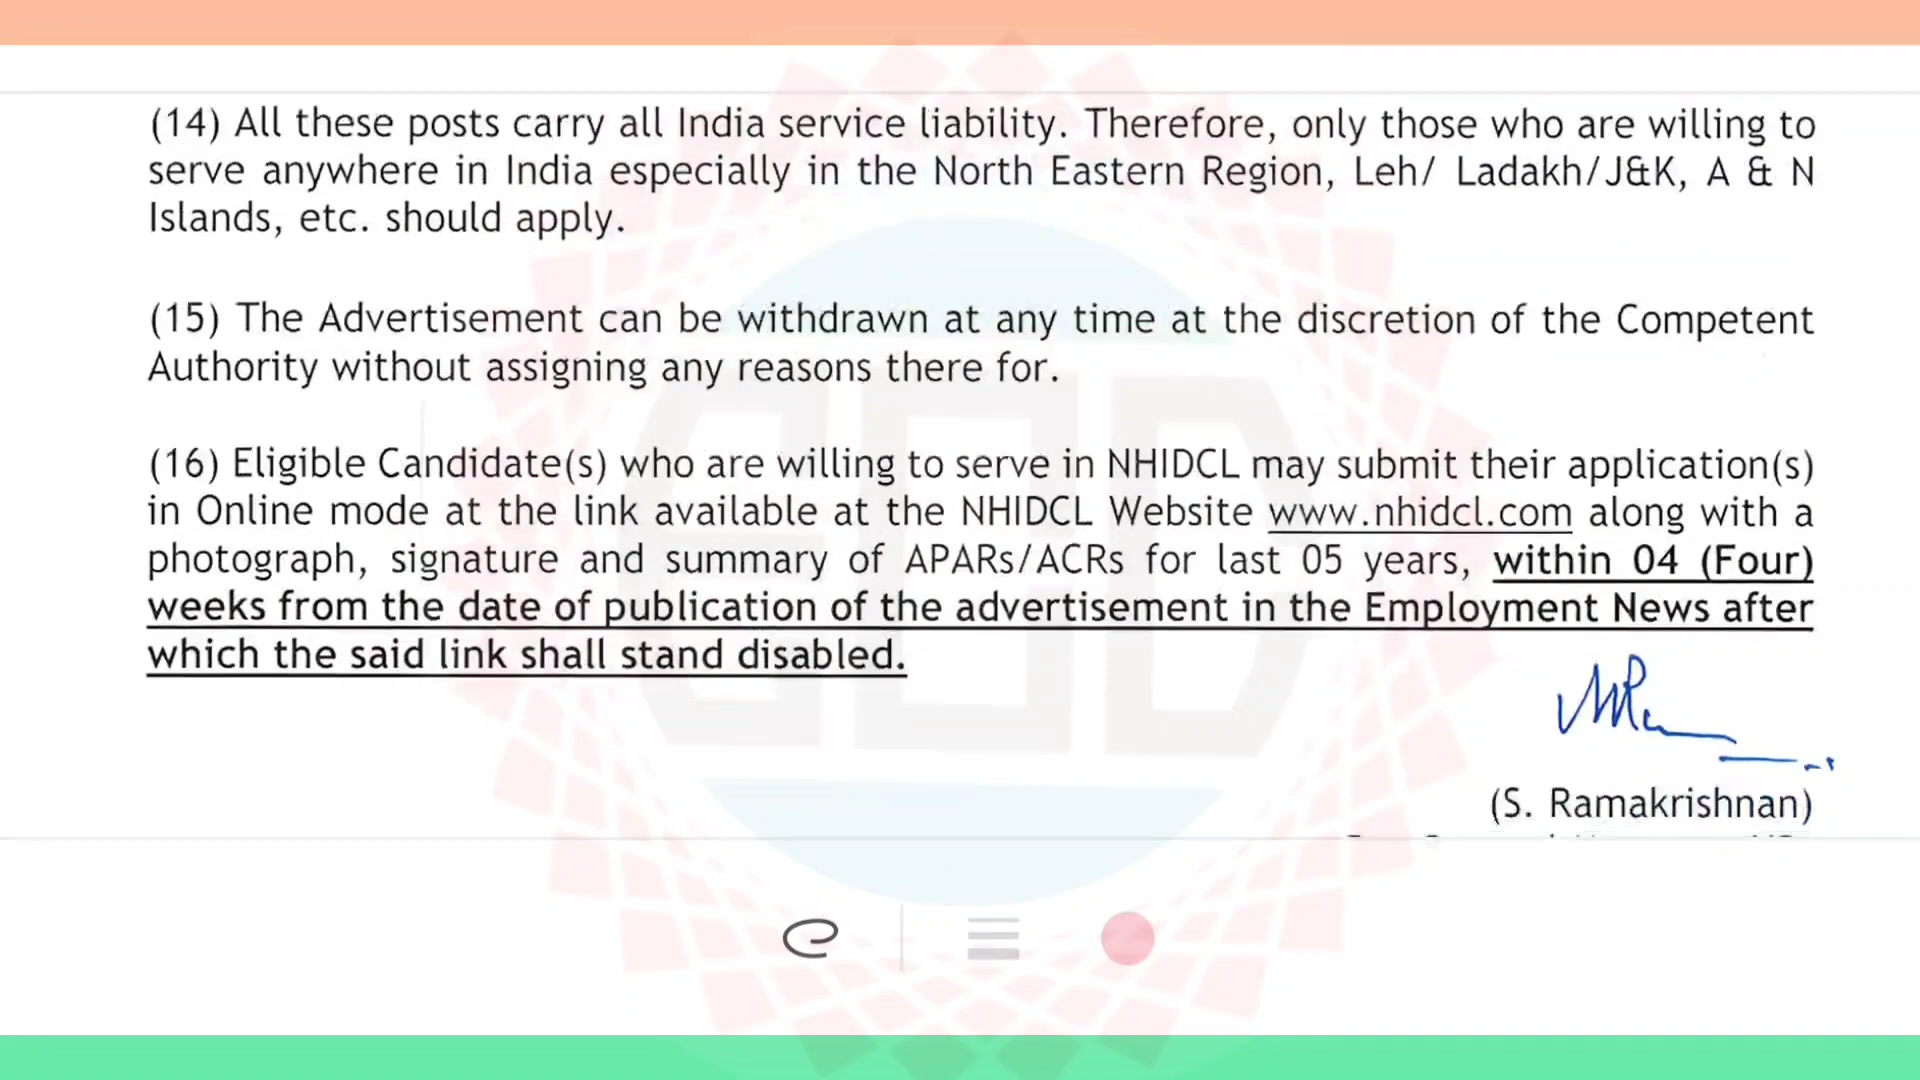 (14) All these posts carry all India service liability. Therefore, only those who are willing to
serve anywhere in India especially in the North Eastern Region, Leh/ Ladakh/J&K, A & N
Islands, etc. should apply.
(15) The Advertisement can be withdrawn at any time at the discretion of the Competent
Authority without assigning any reasons there for.
(16) Eligible Candidate(s) who are willing to serve in NHIDCL may submit their application(s)
in Online mode at the link available at the NHIDCL Website www.nhidcl.com along with a
photograph, signature and summary of APARs/ACRs for last 05 years, within 04 (Four)
weeks from the date of publication of the advertisement in the Employment News after
which the said link shall stand disabled.
(S. Ramakrishnan)